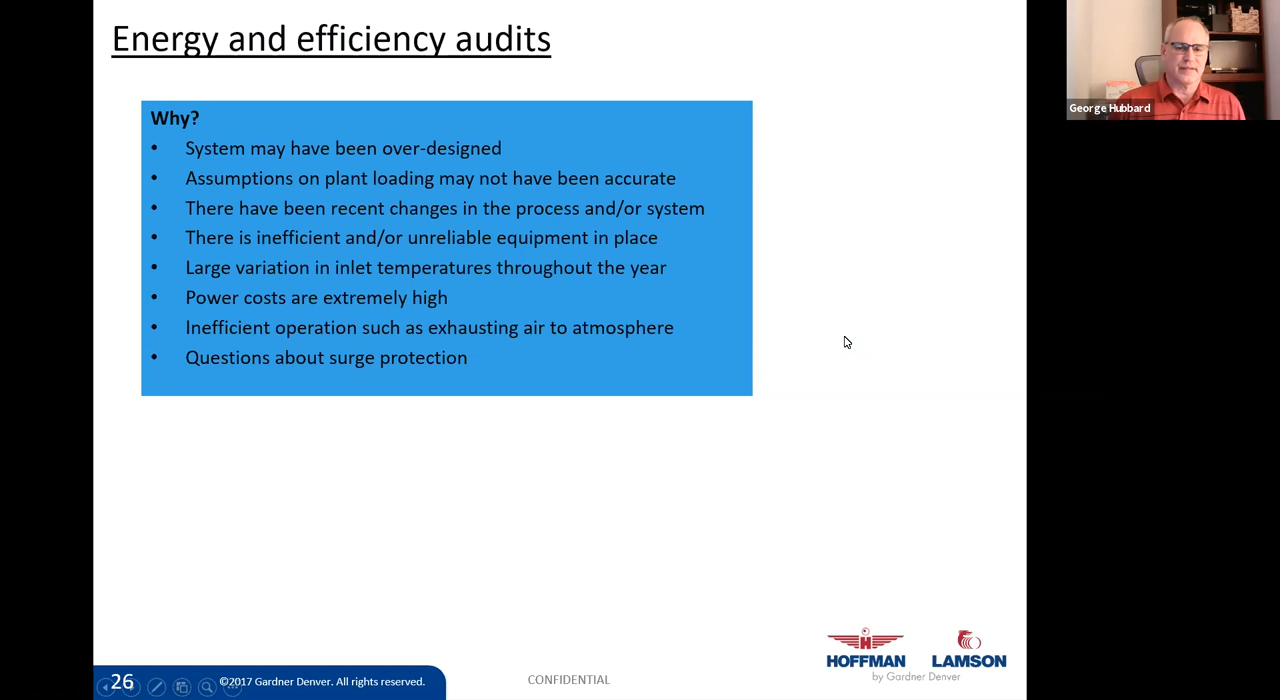 Energy and efficiency audits
Why?
• System may have been over-designed
• Assumptions on plant loading may not have been accurate
• There have been recent changes in the process and/or system
• There is inefficient and/or unreliable equipment in place
• Large variation in inlet temperatures throughout the year
• Power costs are extremely high
• Inefficient operation such as exhausting air to atmosphere
• Questions about surge protection
George Hubbard
HOFFMAN LAMSON
by Gardner Denver
26 ©2017 Gardner Denver. All rights reserved. CONFIDENTIAL